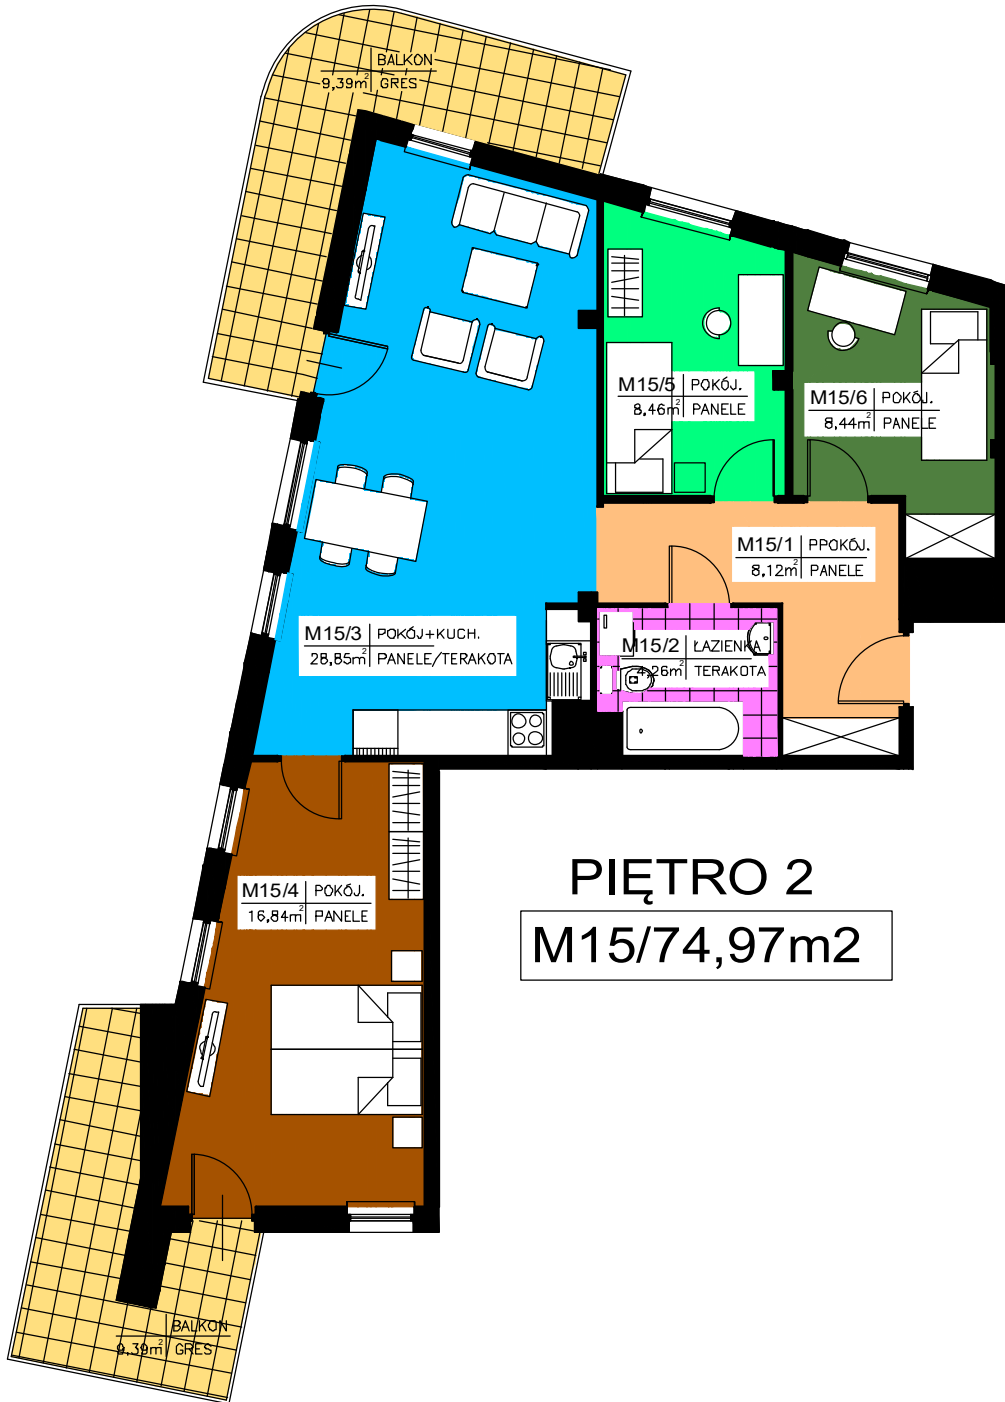 BALKON
9,39m² GRES
M15/5 POKÓJ.
8,46m² PANELE
M15/6 POKÓJ.
8,44m² PANELE
M15/1 PPOKÓJ.
8,12m² PANELE
M15/3 POKÓJ+KUCH.
28,85m² PANELE/TERAKOTA
M15/2 ŁAZIENKA
4,26m² TERAKOTA
M15/4 POKÓJ.
16,84m² PANELE
PIĘTRO 2
M15/74,97m2
BALKON
9,39m² GRES